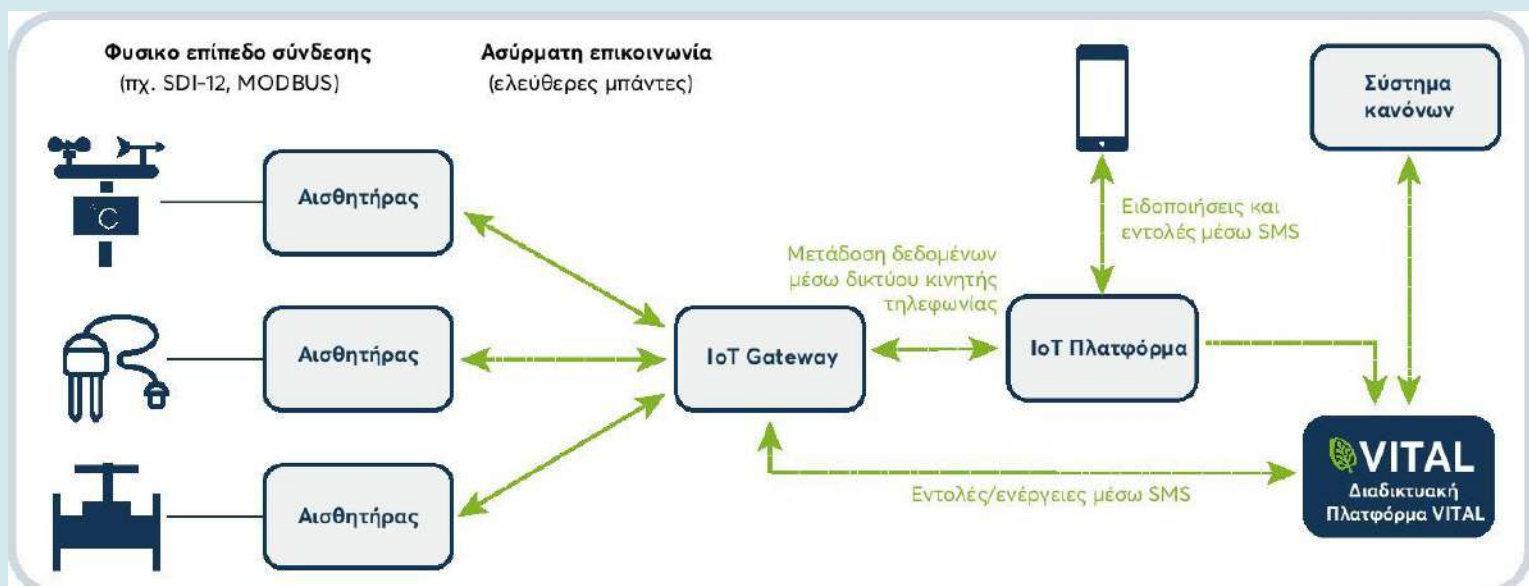 Φυσικο επίπεδο σύνδεσης
(πχ. SDI-12, MODBUS)
Ασύρματη επικοινωνία
(ελεύθερες μπάντες)
Σύστημα
κανόνων
°C
Αισθητήρας
Ειδοποιήσεις και
εντολές μέσω SMS
Μετάδοση δεδομένων
μέσω δικτύου κινητής
τηλεφωνίας
Αισθητήρας
IoT Gateway
IoT Πλατφόρμα
Αισθητήρας
Εντολές/ενέργειες μέσω SMS
VITAL
Διαδικτυακή
Πλατφόρμα VITAL